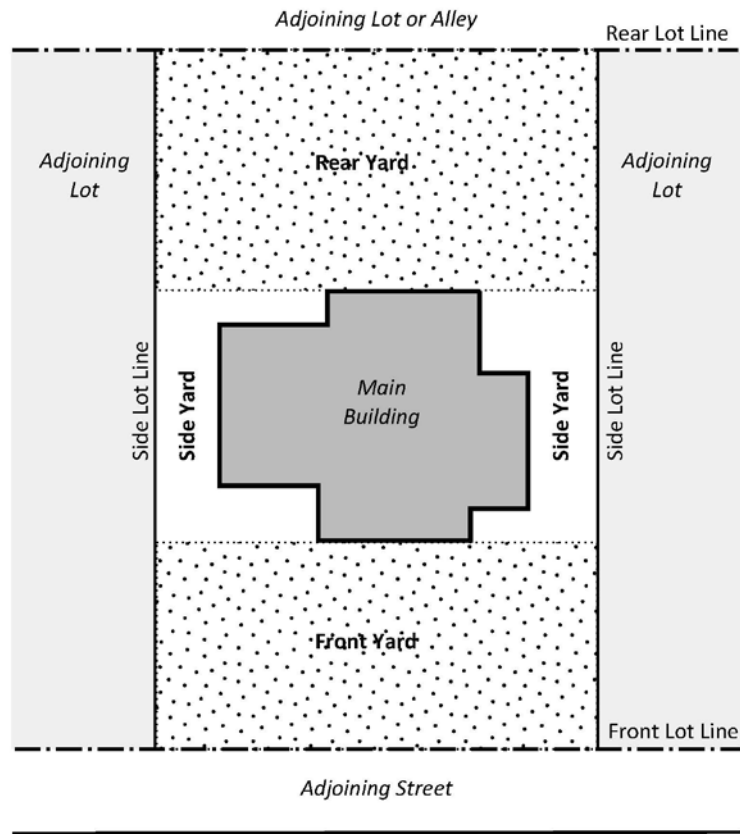 Adjoining Lot or Alley
Rear Lot Line
Adjoining
Lot
Rear Yard
Adjoining
Lot
Side Lot Line
Side Yard
Main
Building
Side Yard
Side Lot Line
Front Yard
Front Lot Line
Adjoining Street